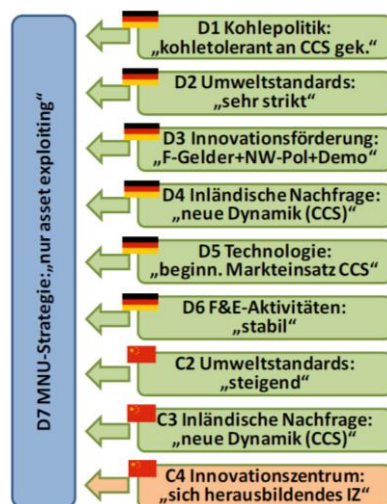 D7 MNU-Strategie:„nur asset exploiting“
D1 Kohlepolitik:
„kohletolerant an CCS gek.“
D2 Umweltstandards:
„sehr strikt“
D3 Innovationsförderung:
„F-Gelder+NW-Pol+Demo“
D4 Inländische Nachfrage:
„neue Dynamik (CCS)“
D5 Technologie:
„beginn. Markteinsatz CCS“
D6 F&E-Aktivitäten:
„stabil“
C2 Umweltstandards:
„steigend“
C3 Inländische Nachfrage:
„neue Dynamik (CCS)“
C4 Innovationszentrum:
„sich herausbildendes IZ“